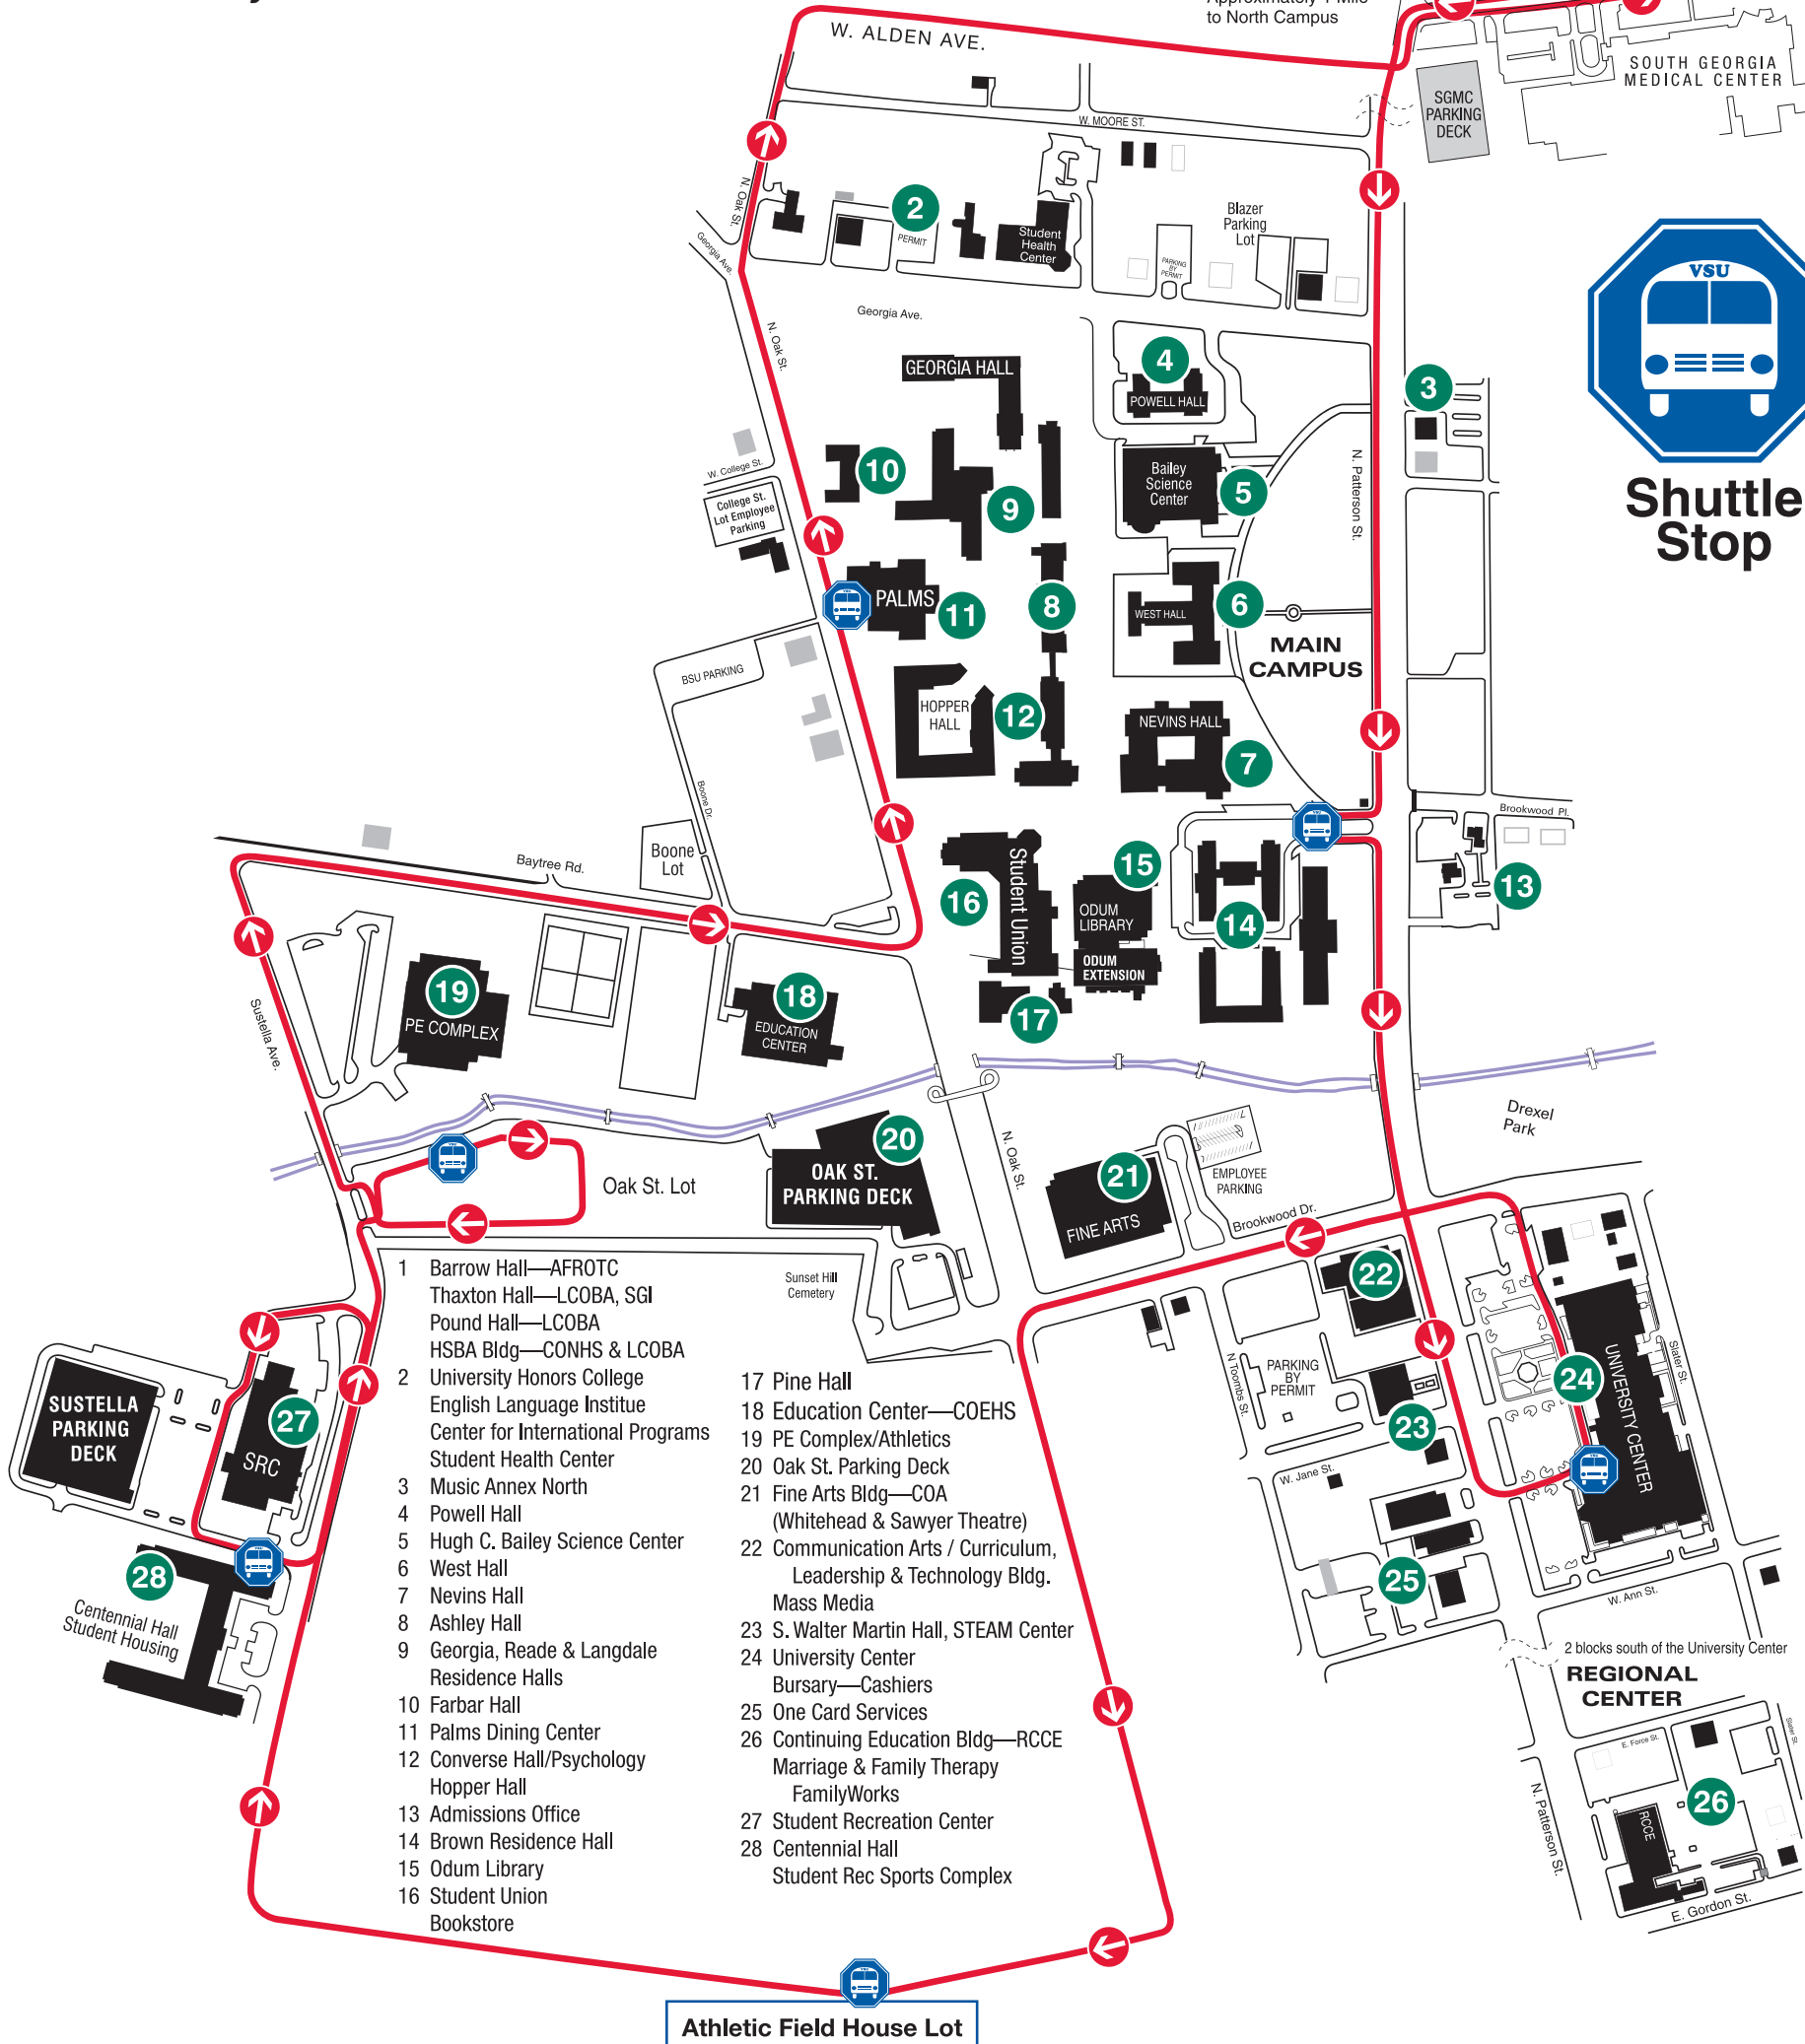 to North Campus
W. ALDEN AVE.
SOUTH GEORGIA
MEDICAL CENTER
SGMC
PARKING
DECK
W. MOORE ST.
N. Oak St.
Georgia Ave.
2
PERMIT
Student
Health
Center
Blazer
Parking
Lot
PARKING
BY
PERMIT
VSU
Shuttle
Stop
Georgia Ave.
N. Oak St.
GEORGIA HALL
4
POWELL HALL
3
N. Patterson St.
W. College St.
College St.
Lot Employee
Parking
10
9
Bailey
Science
Center
5
PALMS
11
8
WEST HALL
6
MAIN
CAMPUS
BSU PARKING
HOPPER
HALL
12
NEVINS HALL
7
Boone Dr.
Brookwood Pl.
Baytree Rd.
Boone
Lot
Student Union
16
15
ODUM
LIBRARY
ODUM
EXTENSION
14
13
17
Sustella Ave.
19
PE COMPLEX
18
EDUCATION
CENTER
Drexel
Park
20
OAK ST.
PARKING DECK
Oak St. Lot
N. Oak St.
21
FINE ARTS
EMPLOYEE
PARKING
Brookwood Dr.
Sunset Hill
Cemetery
22
N Toombs St.
PARKING
BY
PERMIT
23
W. Jane St.
24
UNIVERSITY CENTER
Slater St.
25
W. Ann St.
SUSTELLA
PARKING
DECK
27
SRC
28
Centennial Hall
Student Housing
1 Barrow Hall—AFROTC
Thaxton Hall—LCOBA, SGI
Pound Hall—LCOBA
HSBA Bldg—CONHS & LCOBA
2 University Honors College
English Language Institue
Center for International Programs
Student Health Center
3 Music Annex North
4 Powell Hall
5 Hugh C. Bailey Science Center
6 West Hall
7 Nevins Hall
8 Ashley Hall
9 Georgia, Reade & Langdale
Residence Halls
10 Farbar Hall
11 Palms Dining Center
12 Converse Hall/Psychology
Hopper Hall
13 Admissions Office
14 Brown Residence Hall
15 Odum Library
16 Student Union
Bookstore
17 Pine Hall
18 Education Center—COEHS
19 PE Complex/Athletics
20 Oak St. Parking Deck
21 Fine Arts Bldg—COA
(Whitehead & Sawyer Theatre)
22 Communication Arts / Curriculum,
Leadership & Technology Bldg.
Mass Media
23 S. Walter Martin Hall, STEAM Center
24 University Center
Bursary—Cashiers
25 One Card Services
26 Continuing Education Bldg—RCCE
Marriage & Family Therapy
FamilyWorks
27 Student Recreation Center
28 Centennial Hall
Student Rec Sports Complex
2 blocks south of the University Center
REGIONAL
CENTER
E. Force St.
Slater St.
26
RCCE
N. Patterson St.
E. Gordon St.
Athletic Field House Lot